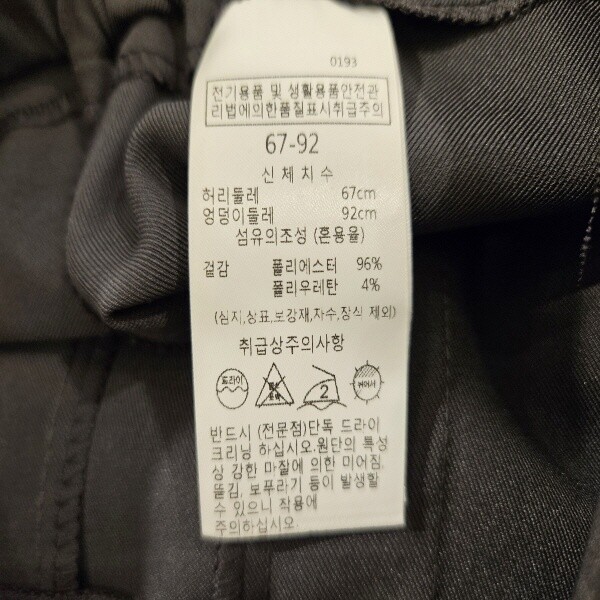 0193
전기용품 및 생활용품안전관
리법에의한품질표시취급주의
67-92
신체치수
허리둘레 67cm
엉덩이둘레 92cm
섬유의조성 (혼용율)
겉감 폴리에스터 96%
폴리우레탄 4%
(심지,상표,보강재,자수,장식 제외)
취급상주의사항
드라이 2 뉘어서
반드시 (전문점)단독 드라이
크리닝 하십시오.원단의 특성
상 강한 마찰에 의한 미어짐,
뜯김, 보푸라기 등이 발생할
수 있으니 착용에
주의하십시오.